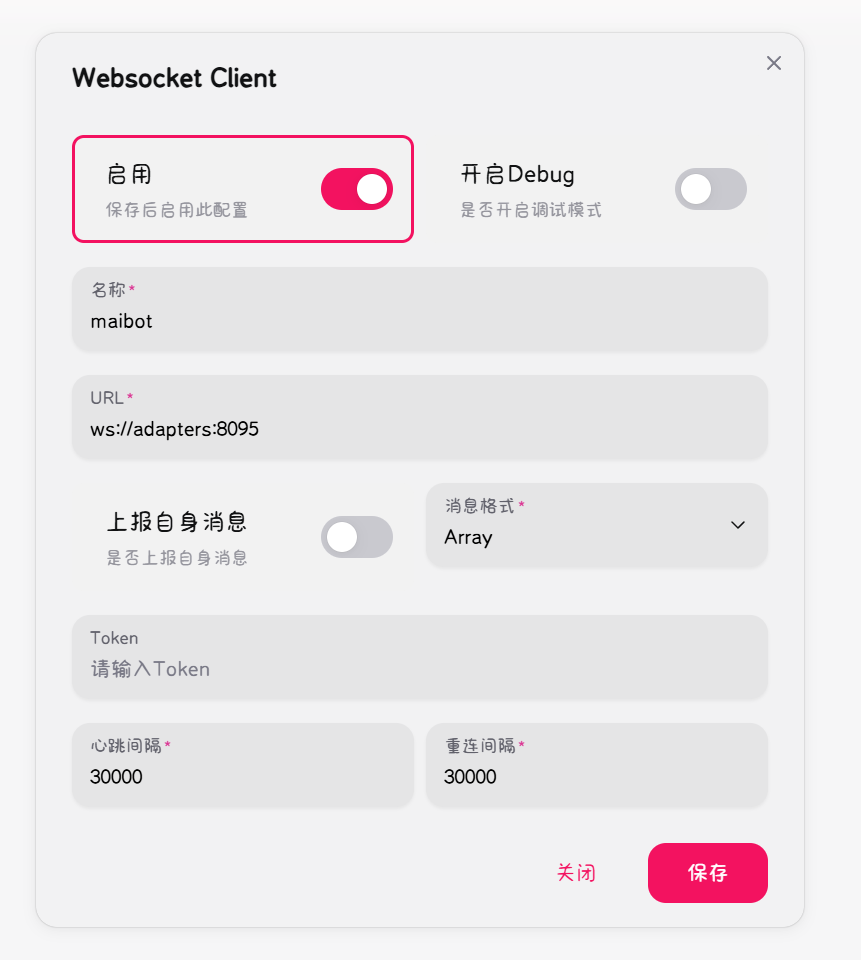 Websocket Client
启用
保存后启用此配置
开启Debug
是否开启调试模式
名称*
maibot
URL*
ws://adapters:8095
上报自身消息
是否上报自身消息
消息格式*
Array
Token
请输入Token
心跳间隔*
30000
重连间隔*
30000
关闭
保存